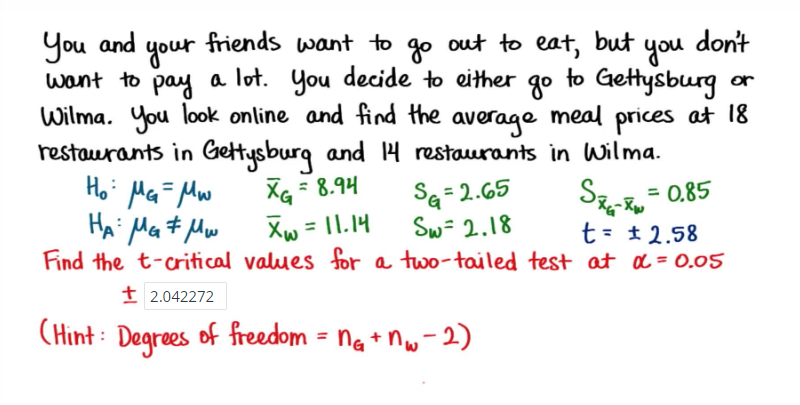 You and your friends want to go out to eat, but you don't
want to pay a lot. You decide to either go to Gettysburg or
Wilma. You look online and find the average meal prices at 18
restaurants in Gettysburg and 14 restaurants in Wilma.
H₀: μ_G = μ_w x̄_G = 8.94 S_G = 2.65 S_x̄_G-x̄_w = 0.85
H_A: μ_G ≠ μ_w x̄_w = 11.14 S_w = 2.18 t = ± 2.58
Find the t-critical values for a two-tailed test at α = 0.05
± 2.042272
(Hint: Degrees of freedom = n_G + n_w - 2)